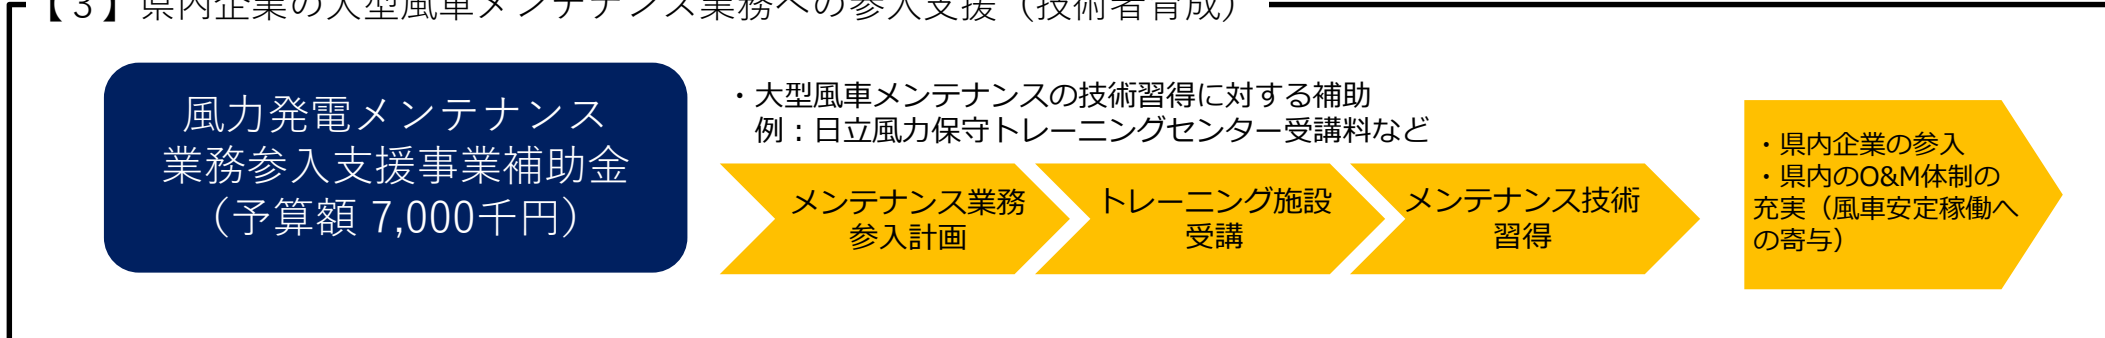 【３】県内企業の大型風車メンテナンス業務への参入支援（技術者育成）
風力発電メンテナンス
業務参入支援事業補助金
（予算額 7,000千円）
・大型風車メンテナンスの技術習得に対する補助
例：日立風力保守トレーニングセンター受講料など
メンテナンス業務
参入計画
トレーニング施設
受講
メンテナンス技術
習得
・県内企業の参入
・県内のO&M体制の
充実（風車安定稼働へ
の寄与）